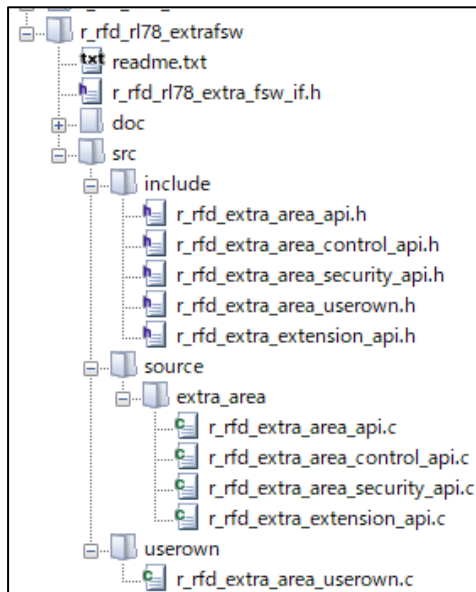 r_rfd_rl78_extrafsw
txt readme.txt
h r_rfd_rl78_extra_fsw_if.h
doc
src
include
h r_rfd_extra_area_api.h
h r_rfd_extra_area_control_api.h
h r_rfd_extra_area_security_api.h
h r_rfd_extra_area_userown.h
h r_rfd_extra_extension_api.h
source
extra_area
c r_rfd_extra_area_api.c
c r_rfd_extra_area_control_api.c
c r_rfd_extra_area_security_api.c
c r_rfd_extra_extension_api.c
userown
c r_rfd_extra_area_userown.c